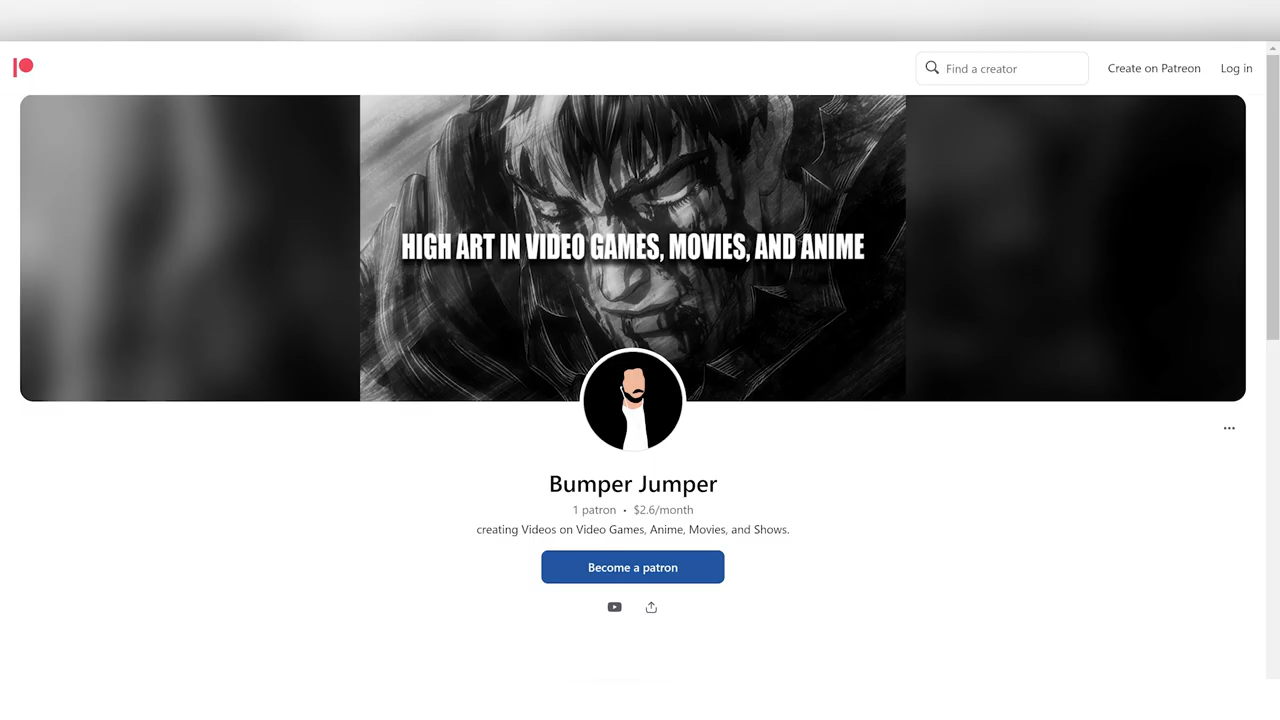 Find a creator
Create on Patreon
Log in
HIGH ART IN VIDEO GAMES, MOVIES, AND ANIME
Bumper Jumper
1 patron • $2.6/month
creating Videos on Video Games, Anime, Movies, and Shows.
Become a patron